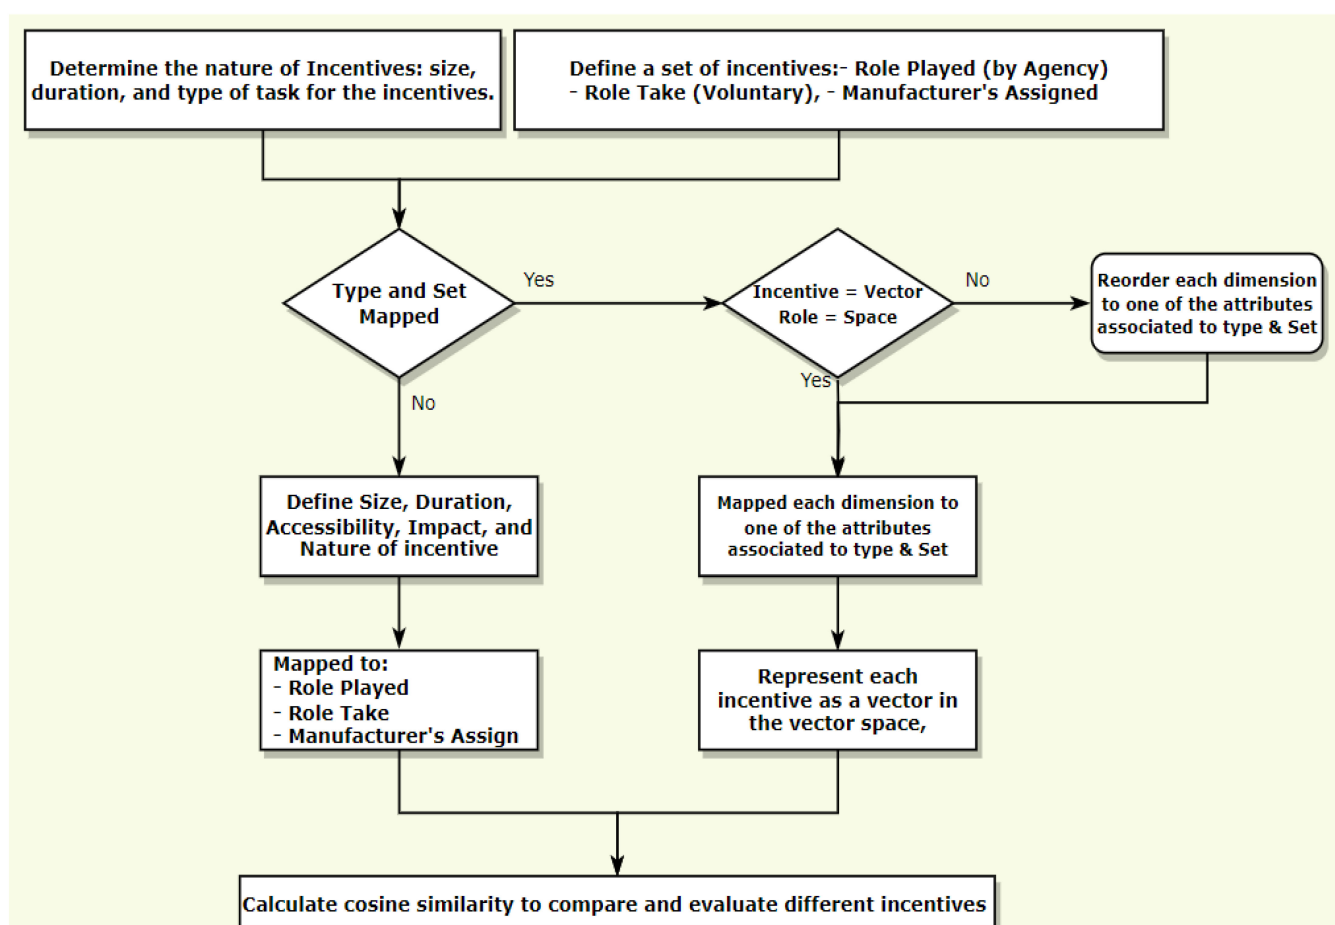 Determine the nature of Incentives: size,
duration, and type of task for the incentives.
Define a set of incentives:- Role Played (by Agency)
- Role Take (Voluntary), - Manufacturer's Assigned
Type and Set
Mapped
Yes
Incentive = Vector
Role = Space
No
Reorder each dimension
to one of the attributes
associated to type & Set
Yes
No
Define Size, Duration,
Accessibility, Impact, and
Nature of incentive
Mapped each dimension to
one of the attributes
associated to type & Set
Mapped to:
- Role Played
- Role Take
- Manufacturer's Assign
Represent each
incentive as a vector in
the vector space,
Calculate cosine similarity to compare and evaluate different incentives